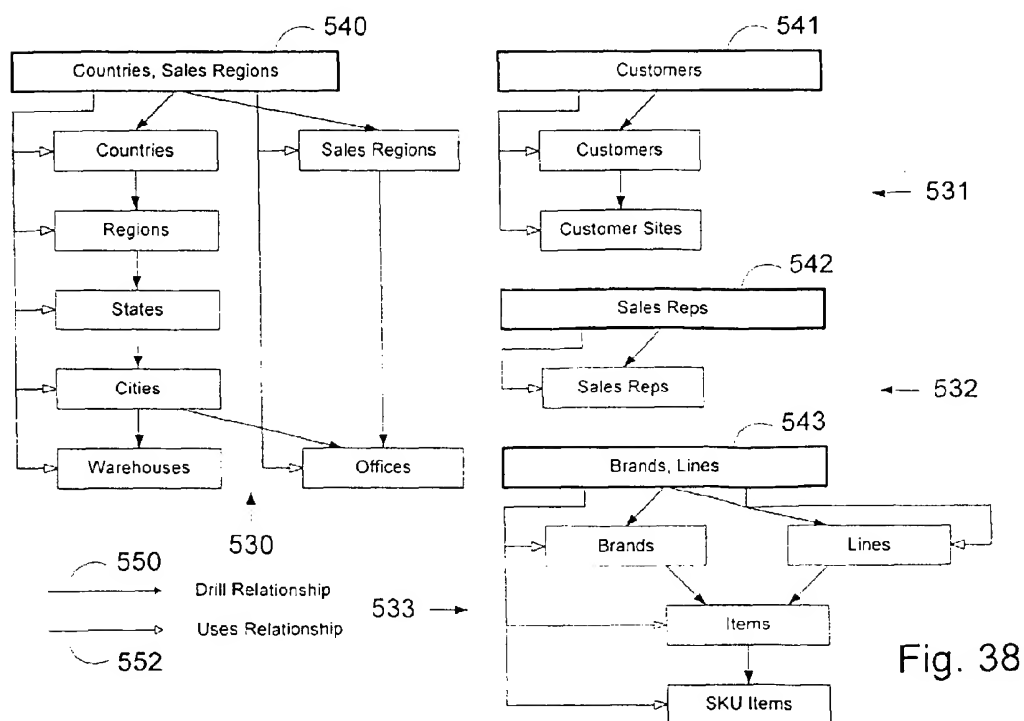 540
Countries, Sales Regions
Countries
Sales Regions
Regions
States
Cities
Warehouses
Offices
530
541
Customers
Customers
Customer Sites
531
542
Sales Reps
Sales Reps
532
543
Brands, Lines
Brands
Lines
Items
SKU Items
533
550
Drill Relationship
Uses Relationship
552
Fig. 38